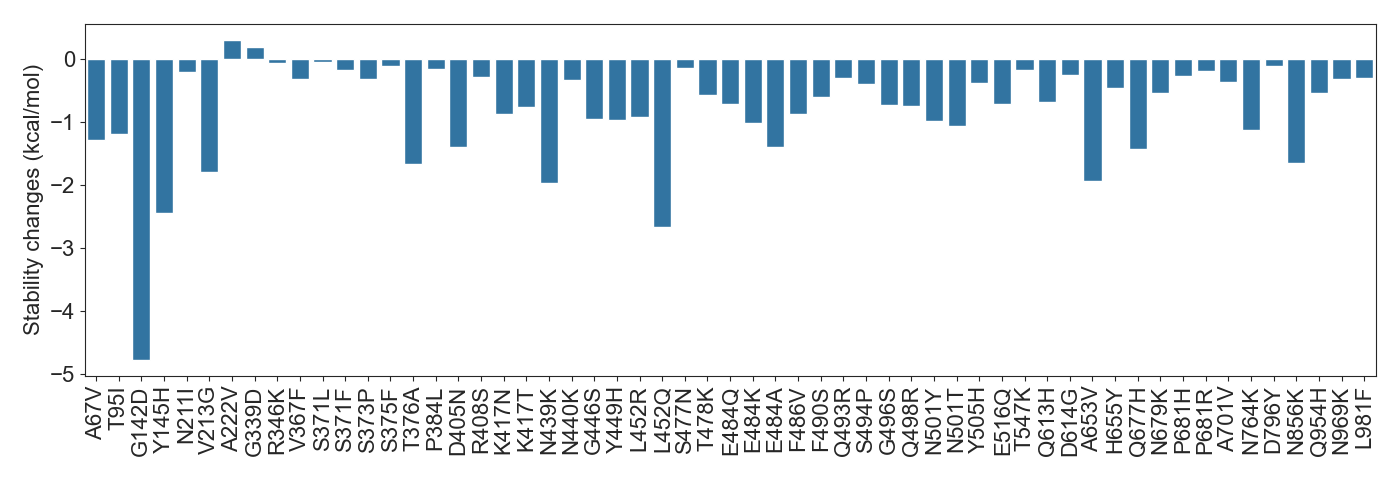 Stability changes (kcal/mol)
0
−1
−2
−3
−4
−5
A67V
T95I
G142D
Y145H
N211I
V213G
A222V
G339D
R346K
V367F
S371L
S371F
S373P
S375F
T376A
P384L
D405N
R408S
K417N
K417T
N439K
N440K
G446S
Y449H
L452R
L452Q
S477N
T478K
E484Q
E484K
E484A
F486V
F490S
Q493R
S494P
G496S
Q498R
N501Y
N501T
Y505H
E516Q
T547K
Q613H
D614G
A653V
H655Y
Q677H
N679K
P681H
P681R
A701V
N764K
D796Y
N856K
Q954H
N969K
L981F